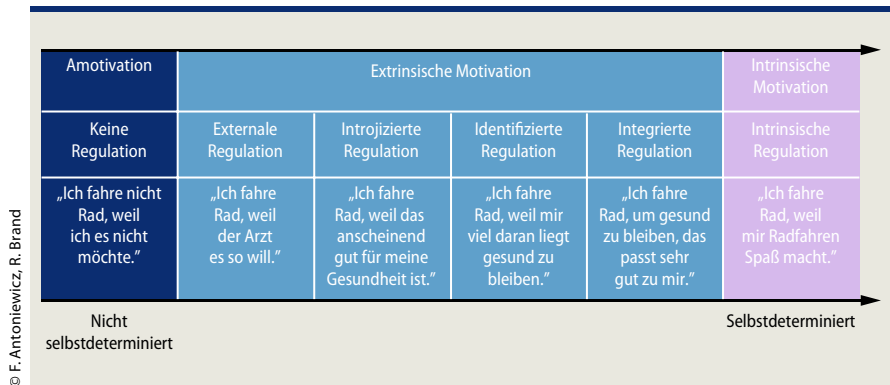 Amotivation
Extrinsische Motivation
Intrinsische
Motivation
Keine
Regulation
Externale
Regulation
Introjizierte
Regulation
Identifizierte
Regulation
Integrierte
Regulation
Intrinsische
Regulation
„Ich fahre nicht
Rad, weil
ich es nicht
möchte.”
„Ich fahre
Rad, weil
der Arzt
es so will.”
„Ich fahre
Rad, weil das
anscheinend
gut für meine
Gesundheit ist.”
„Ich fahre
Rad, weil mir
viel daran liegt
gesund zu
bleiben.”
„Ich fahre
Rad, um gesund
zu bleiben, das
passt sehr
gut zu mir.”
„Ich fahre
Rad, weil
mir Radfahren
Spaß macht.”
Nicht
selbstdeterminiert
Selbstdeterminiert
© F. Antoniewicz, R. Brand